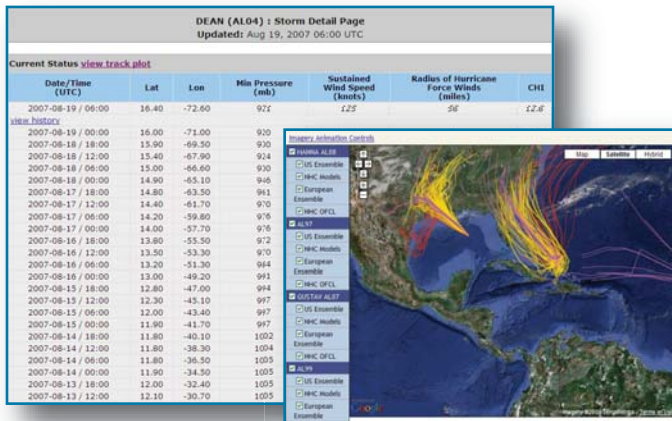 DEAN (AL04) : Storm Detail Page
Updated: Aug 19, 2007 06:00 UTC
Current Status view track plot
Date/Time (UTC) Lat Lon Min Pressure (mb) Sustained Wind Speed (knots) Radius of Hurricane Force Winds (miles) CHI
2007-08-19 / 06:00 16.40 -72.60 125
view history
2007-08-19 / 00:00 16.00 -71.00 920
2007-08-18 / 18:00 15.90 -69.50 930
2007-08-18 / 12:00 15.40 -67.90 924
2007-08-18 / 06:00 15.00 -66.60 930
2007-08-18 / 00:00 14.90 -65.10 946
2007-08-17 / 18:00 14.80 -63.50 961
2007-08-17 / 12:00 14.40 -61.70 970
2007-08-17 / 06:00 14.20 -59.80 976
2007-08-17 / 00:00 14.00 -57.70 976
2007-08-16 / 18:00 13.80 -55.50 972
2007-08-16 / 12:00 13.50 -53.30 970
2007-08-16 / 06:00 13.20 -51.30
2007-08-16 / 00:00 13.00 -49.20 991
2007-08-15 / 18:00 12.80 -47.00 994
2007-08-15 / 12:00 12.30 -45.10 997
2007-08-15 / 06:00 12.00 -43.40 997
2007-08-15 / 00:00 11.90 -41.70 997
2007-08-14 / 18:00 11.80 -40.10 1002
2007-08-14 / 12:00 11.80 -38.30 1004
2007-08-14 / 06:00 11.80 -36.50 1005
2007-08-14 / 00:00 11.90 -34.50 1005
2007-08-13 / 18:00 12.00 -32.40 1005
2007-08-13 / 12:00 12.10 -30.70 1005
Imagery Animation Controls
HANNA AL08
US Ensemble
NHC Models
European Ensemble
NHC OFCL
AL97
US Ensemble
NHC Models
European Ensemble
NHC OFCL
GUSTAV AL07
US Ensemble
NHC Models
European Ensemble
NHC OFCL
AL99
US Ensemble
NHC Models
European Ensemble
Map Satellite Hybrid
Google
Imagery